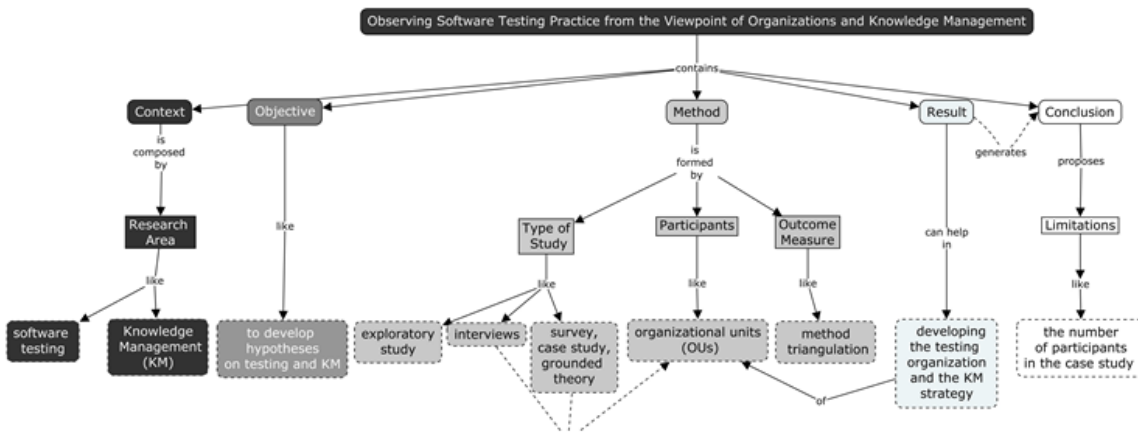 Observing Software Testing Practice from the Viewpoint of Organizations and Knowledge Management
contains
Context
Objective
Method
Result
Conclusion
is
composed
by
is
formed
by
generates
proposes
Research
Area
like
Type of
Study
Participants
Outcome
Measure
can help
in
Limitations
like
like
like
like
like
software
testing
Knowledge
Management
(KM)
to develop
hypotheses
on testing and KM
exploratory
study
interviews
survey,
case study,
grounded
theory
organizational units
(OUs)
method
triangulation
developing
the testing
organization
and the KM
strategy
the number
of participants
in the case study
of